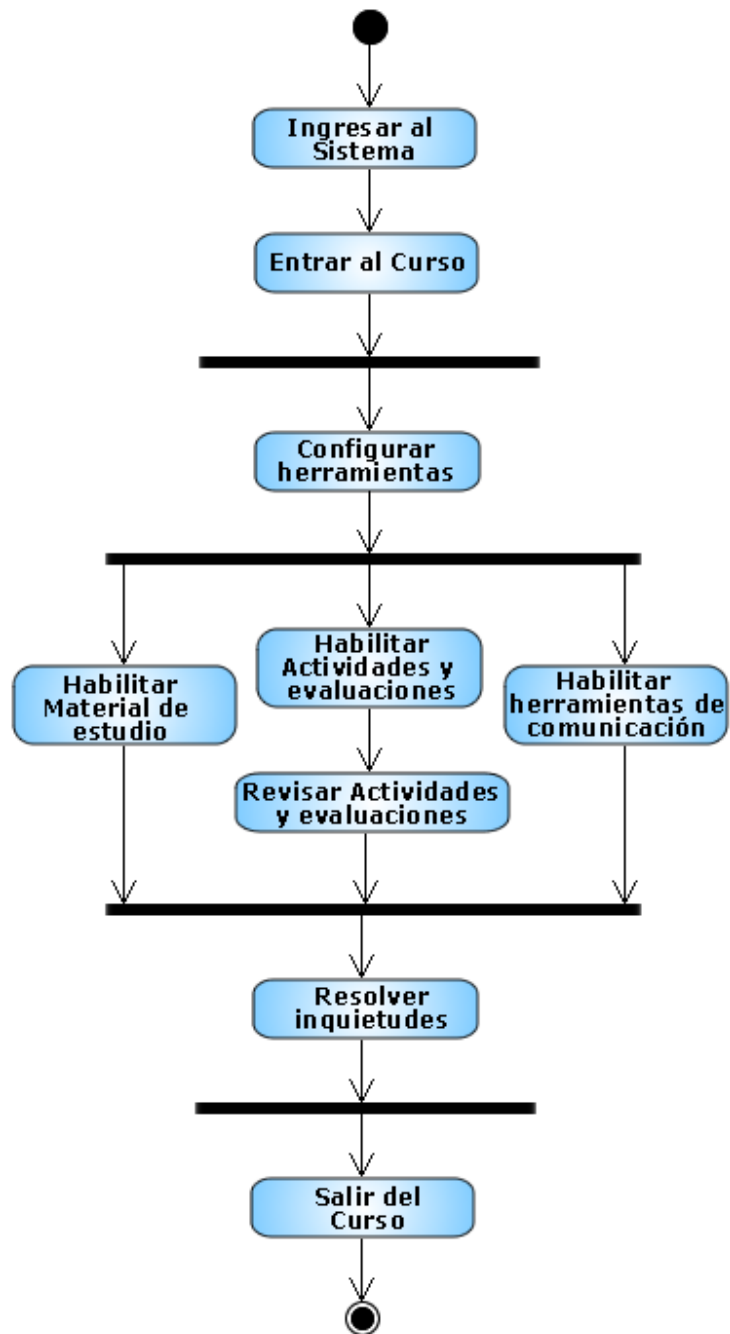 Ingresar al
Sistema
Entrar al Curso
Configurar
herramientas
Habilitar
Material de
estudio
Habilitar
Actividades y
evaluaciones
Habilitar
herramientas de
comunicación
Revisar Actividades
y evaluaciones
Resolver
inquietudes
Salir del
Curso